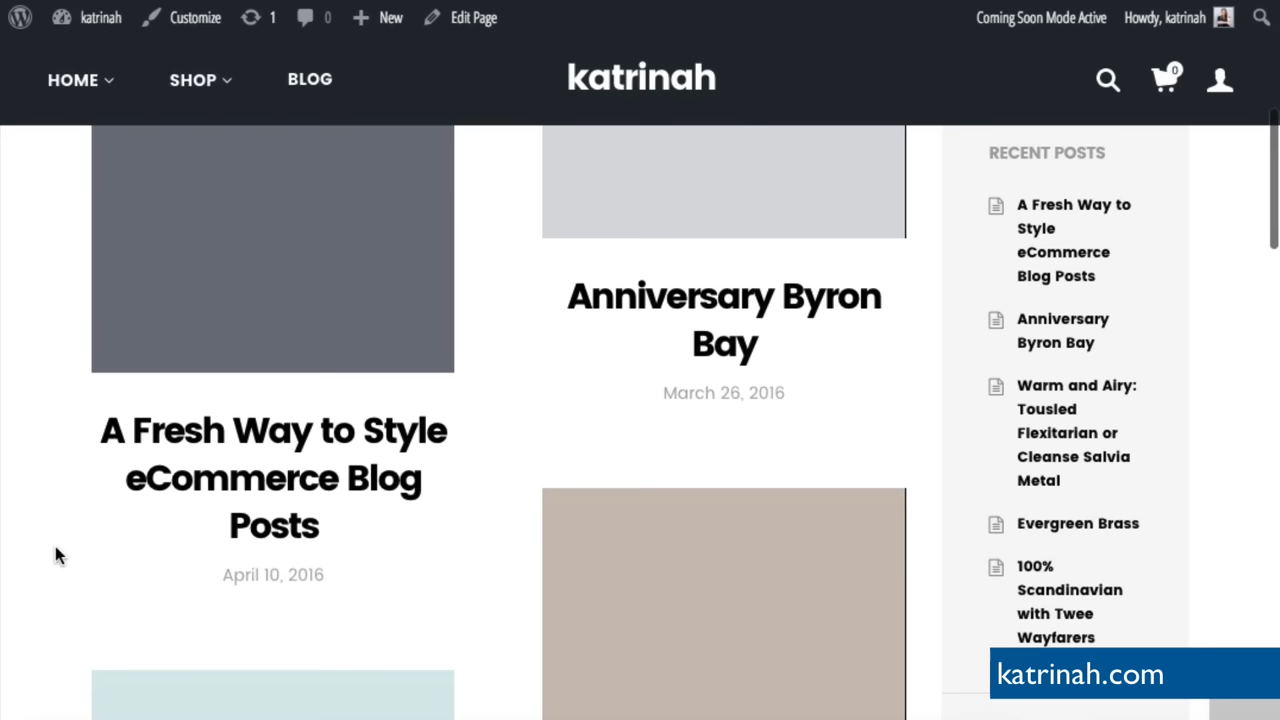 katrinah Customize 1 0 New Edit Page Coming Soon Mode Active Howdy, katrinah
HOME SHOP BLOG katrinah 0
A Fresh Way to Style
eCommerce Blog
Posts
April 10, 2016
Anniversary Byron
Bay
March 26, 2016
RECENT POSTS
A Fresh Way to
Style
eCommerce
Blog Posts
Anniversary
Byron Bay
Warm and Airy:
Tousled
Flexitarian or
Cleanse Salvia
Metal
Evergreen Brass
100%
Scandinavian
with Twee
Wayfarers
katrinah.com